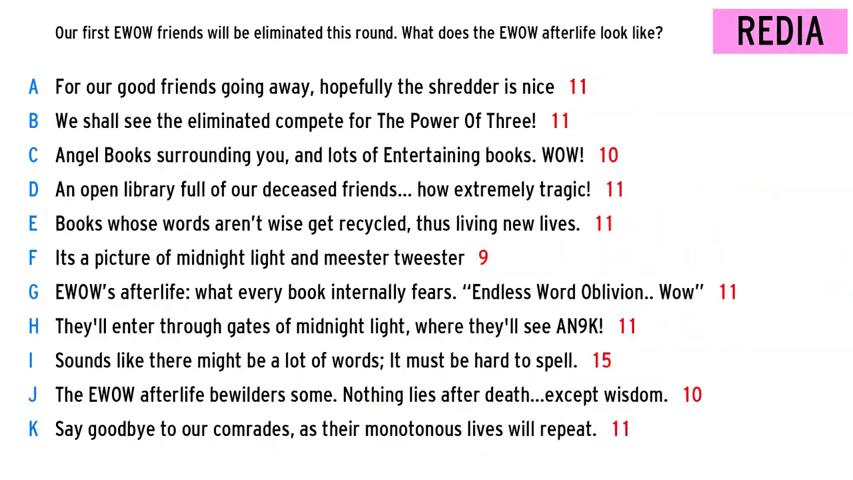 Our first EWOW friends will be eliminated this round. What does the EWOW afterlife look like?
REDIA
A For our good friends going away, hopefully the shredder is nice 11
B We shall see the eliminated compete for The Power Of Three! 11
C Angel Books surrounding you, and lots of Entertaining books. WOW! 10
D An open library full of our deceased friends... how extremely tragic! 11
E Books whose words aren't wise get recycled, thus living new lives. 11
F Its a picture of midnight light and meester tweester 9
G EWOW's afterlife: what every book internally fears. “Endless Word Oblivion.. Wow” 11
H They'll enter through gates of midnight light, where they'll see AN9K! 11
I Sounds like there might be a lot of words; It must be hard to spell. 15
J The EWOW afterlife bewilders some. Nothing lies after death...except wisdom. 10
K Say goodbye to our comrades, as their monotonous lives will repeat. 11